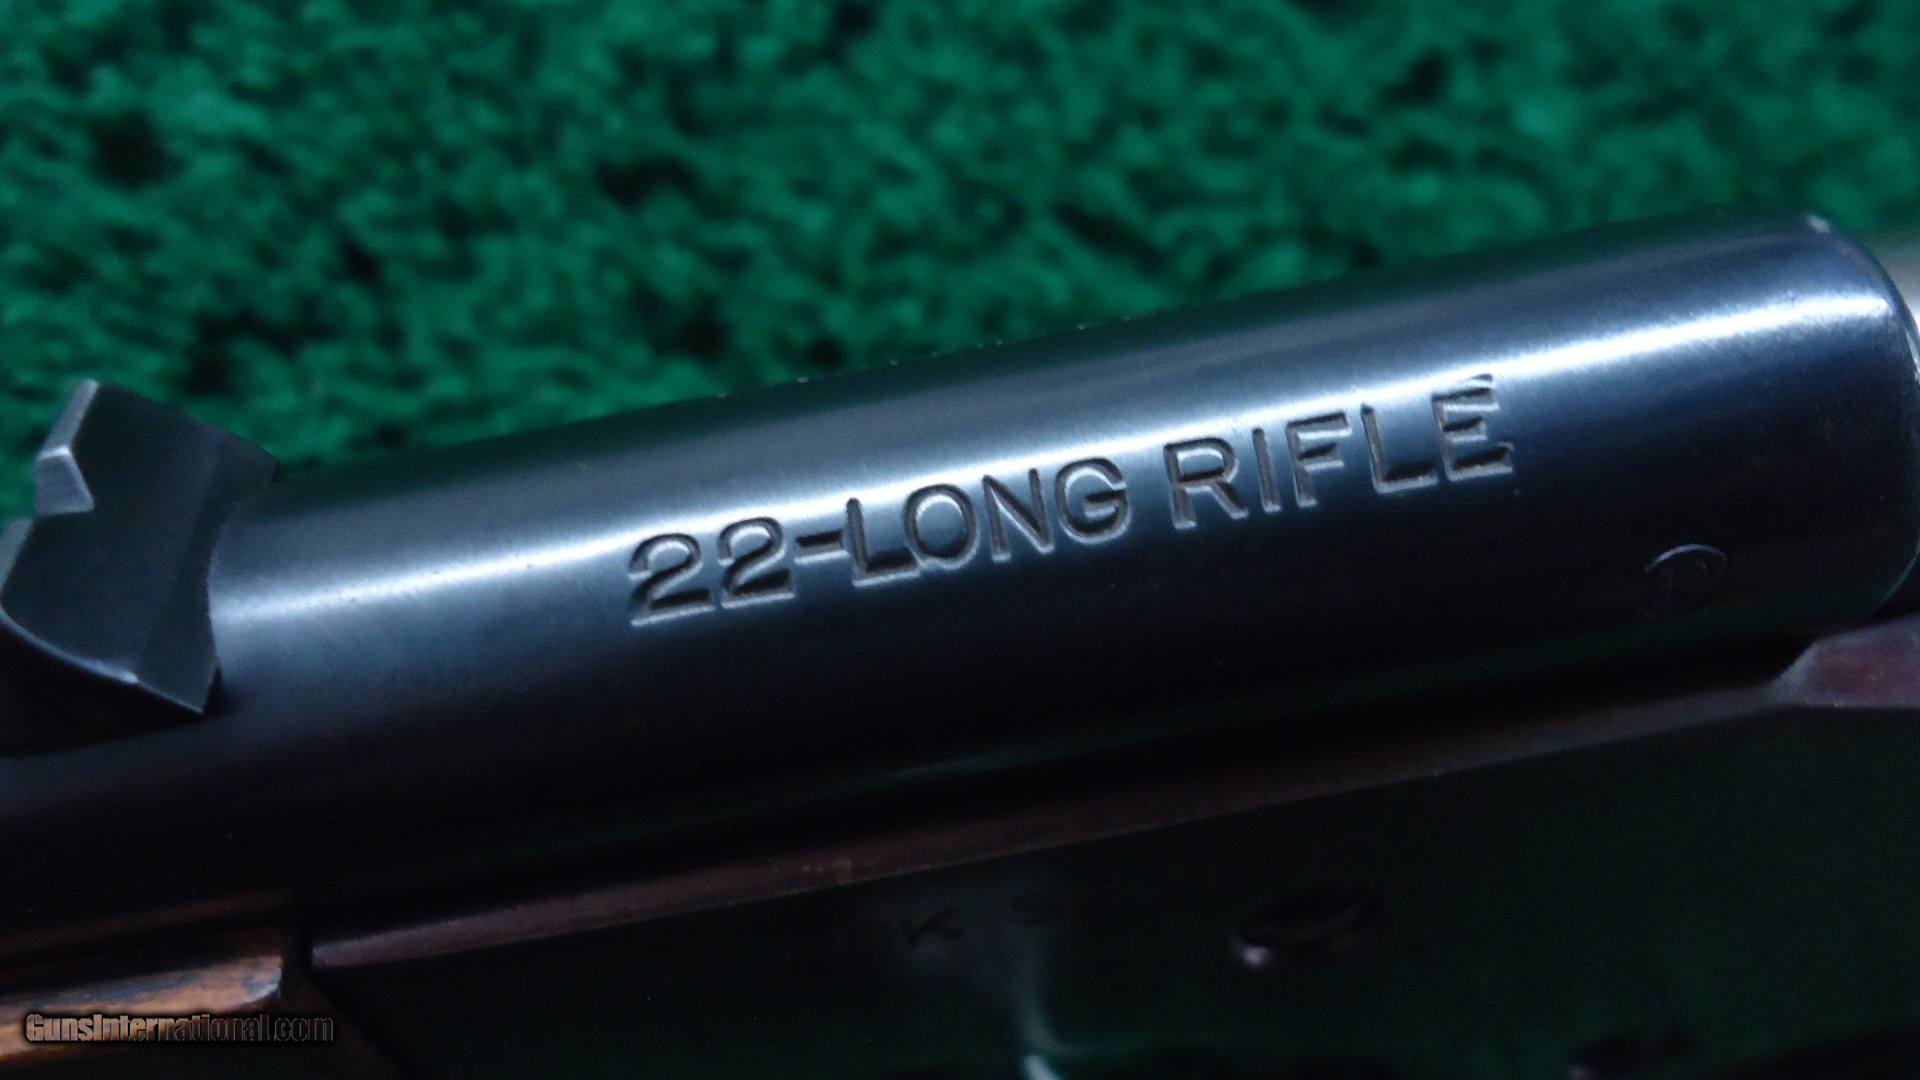 22-LONG RIFLE
P
GunsInternational.com